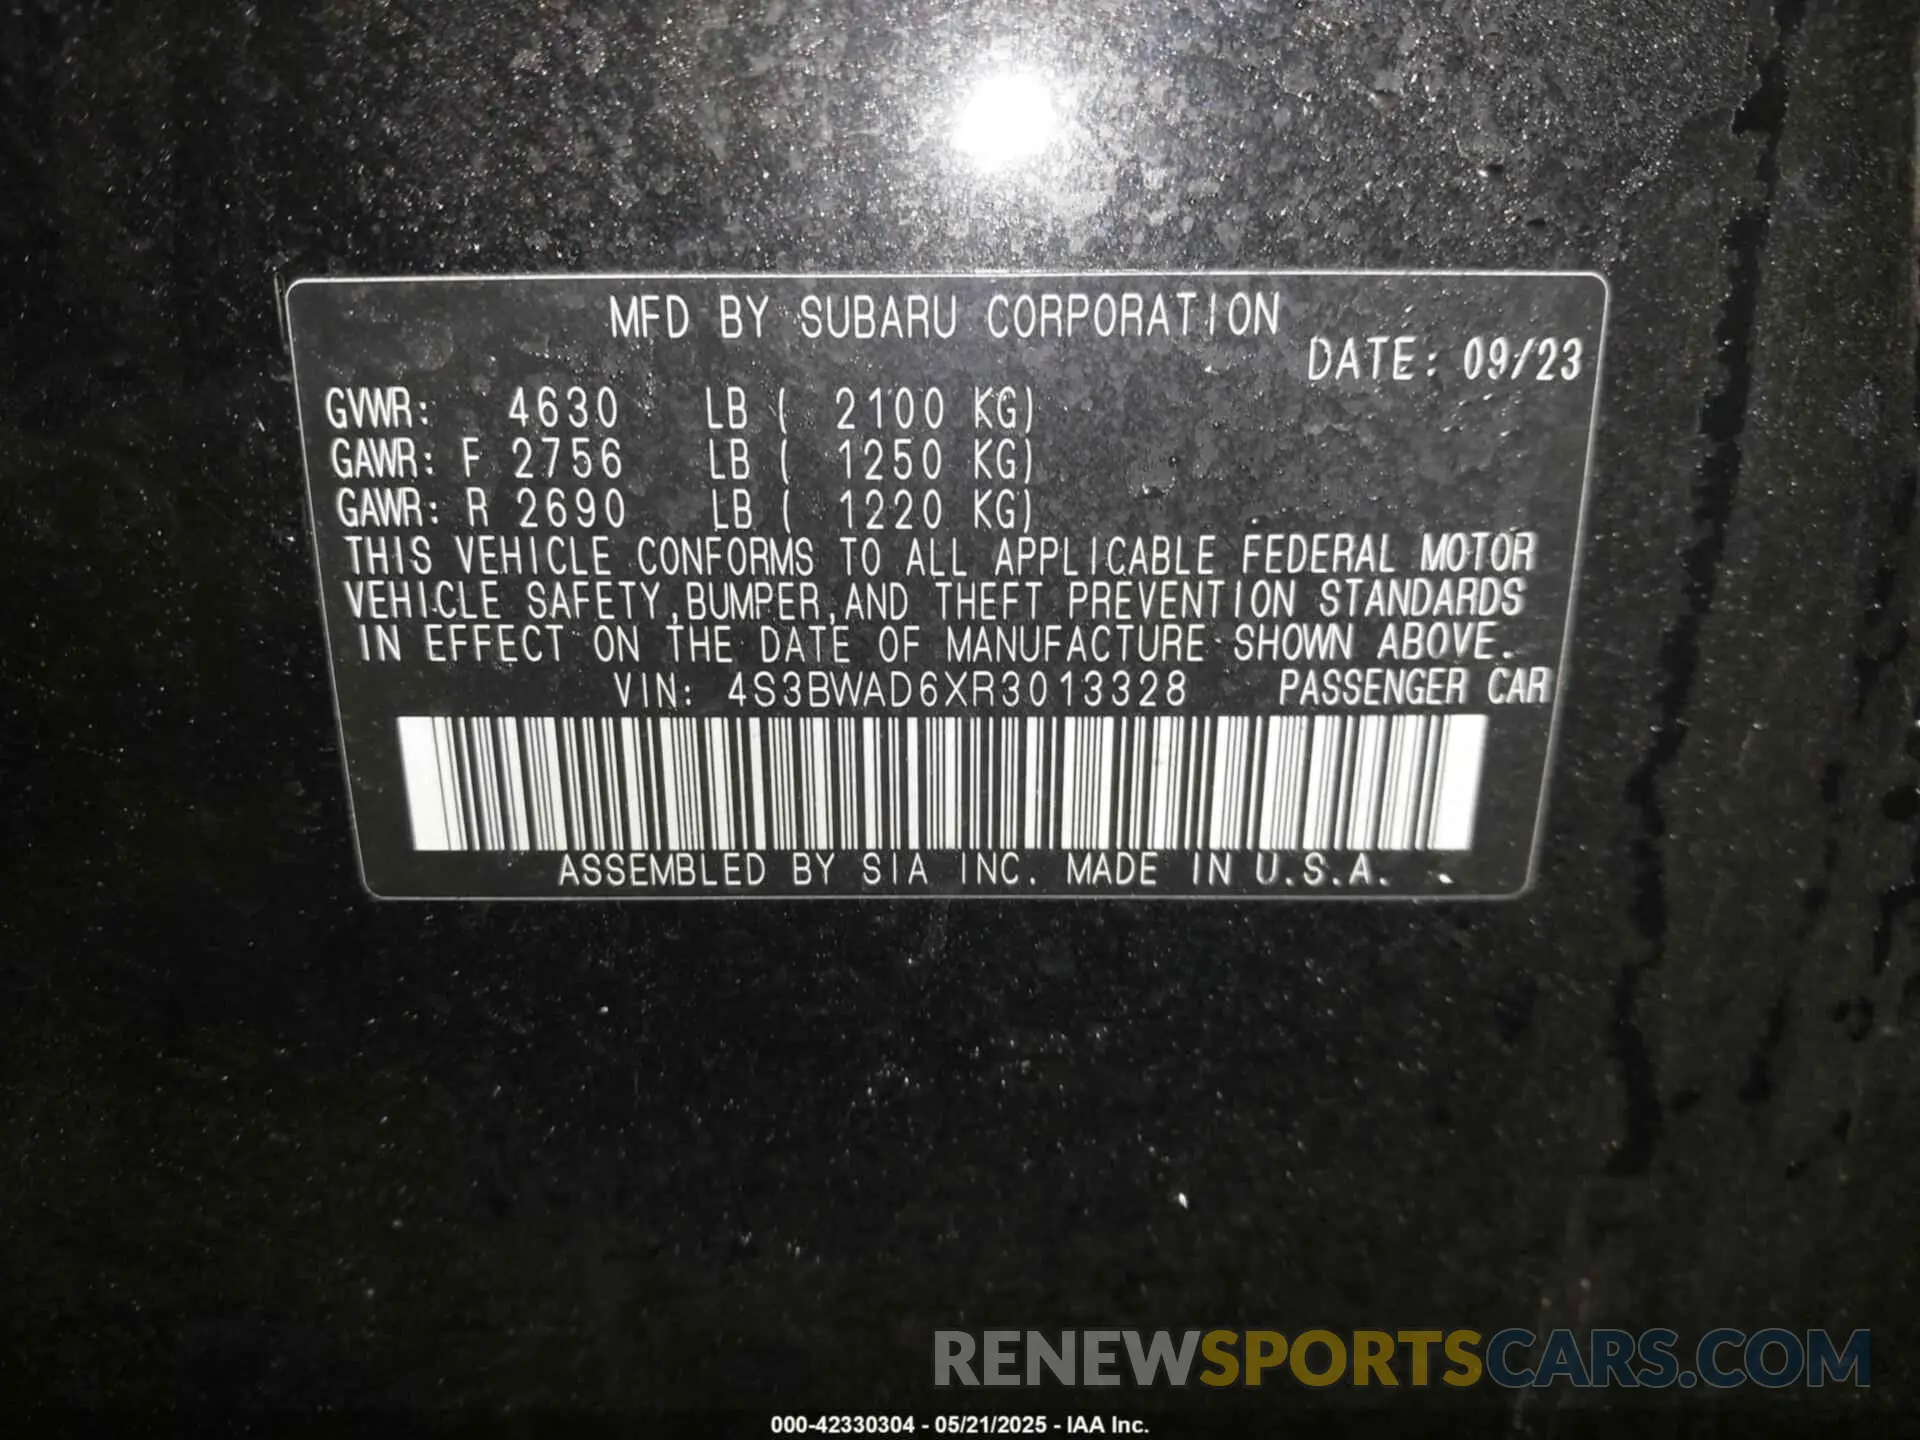 MFD BY SUBARU CORPORATION
DATE: 09/23
GVWR: 4630 LB ( 2100 KG)
GAWR: F 2756 LB ( 1250 KG)
GAWR: R 2690 LB ( 1220 KG)
THIS VEHICLE CONFORMS TO ALL APPLICABLE FEDERAL MOTOR
VEHICLE SAFETY,BUMPER,AND THEFT PREVENTION STANDARDS
IN EFFECT ON THE DATE OF MANUFACTURE SHOWN ABOVE.
VIN: 4S3BWAD6XR3013328 PASSENGER CAR
ASSEMBLED BY SIA INC. MADE IN U.S.A.
RENEWSPORTSCARS.COM
000-42330304 - 05/21/2025 - IAA Inc.